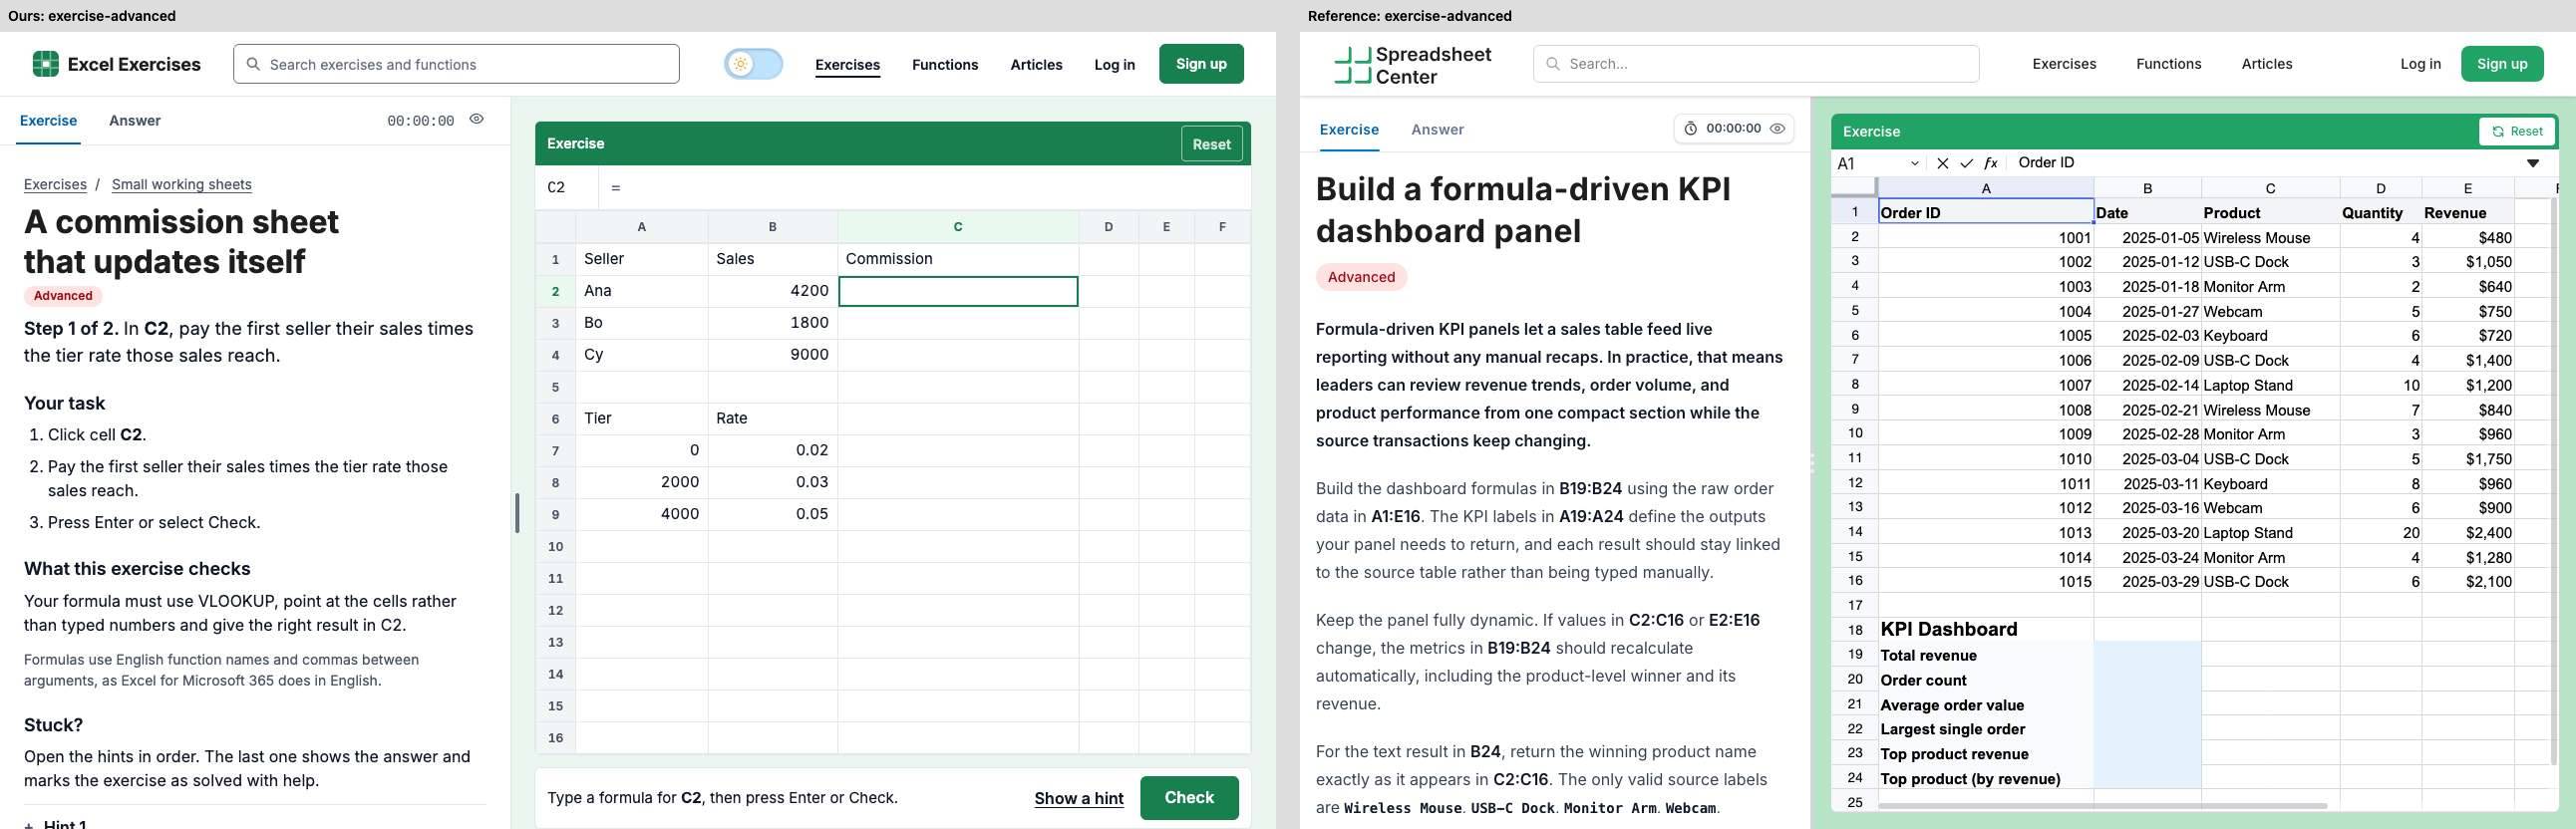 Ours: exercise-advanced
Excel Exercises
Search exercises and functions
Exercises
Functions
Articles
Log in
Sign up
Exercise
Answer
00:00:00
Exercises / Small working sheets
A commission sheet
that updates itself
Advanced
Step 1 of 2. In C2, pay the first seller their sales times
the tier rate those sales reach.
Your task
1. Click cell C2.
2. Pay the first seller their sales times the tier rate those
sales reach.
3. Press Enter or select Check.
What this exercise checks
Your formula must use VLOOKUP, point at the cells rather
than typed numbers and give the right result in C2.
Formulas use English function names and commas between
arguments, as Excel for Microsoft 365 does in English.
Stuck?
Open the hints in order. The last one shows the answer and
marks the exercise as solved with help.
+ Hint 1
Exercise
Reset
C2 =
A B C D E F
1 Seller Sales Commission
2 Ana 4200
3 Bo 1800
4 Cy 9000
5
6 Tier Rate
7 0 0.02
8 2000 0.03
9 4000 0.05
10
11
12
13
14
15
16
Type a formula for C2, then press Enter or Check.
Show a hint
Check
Reference: exercise-advanced
Spreadsheet
Center
Search...
Exercises
Functions
Articles
Log in
Sign up
Exercise
Answer
00:00:00
Build a formula-driven KPI
dashboard panel
Advanced
Formula-driven KPI panels let a sales table feed live
reporting without any manual recaps. In practice, that means
leaders can review revenue trends, order volume, and
product performance from one compact section while the
source transactions keep changing.
Build the dashboard formulas in B19:B24 using the raw order
data in A1:E16. The KPI labels in A19:A24 define the outputs
your panel needs to return, and each result should stay linked
to the source table rather than being typed manually.
Keep the panel fully dynamic. If values in C2:C16 or E2:E16
change, the metrics in B19:B24 should recalculate
automatically, including the product-level winner and its
revenue.
For the text result in B24, return the winning product name
exactly as it appears in C2:C16. The only valid source labels
are Wireless Mouse, USB-C Dock, Monitor Arm, Webcam,
Exercise
Reset
A1 fx Order ID
A B C D E F
1 Order ID Date Product Quantity Revenue
2 1001 2025-01-05 Wireless Mouse 4 $480
3 1002 2025-01-12 USB-C Dock 3 $1,050
4 1003 2025-01-18 Monitor Arm 2 $640
5 1004 2025-01-27 Webcam 5 $750
6 1005 2025-02-03 Keyboard 6 $720
7 1006 2025-02-09 USB-C Dock 4 $1,400
8 1007 2025-02-14 Laptop Stand 10 $1,200
9 1008 2025-02-21 Wireless Mouse 7 $840
10 1009 2025-02-28 Monitor Arm 3 $960
11 1010 2025-03-04 USB-C Dock 5 $1,750
12 1011 2025-03-11 Keyboard 8 $960
13 1012 2025-03-16 Webcam 6 $900
14 1013 2025-03-20 Laptop Stand 20 $2,400
15 1014 2025-03-24 Monitor Arm 4 $1,280
16 1015 2025-03-29 USB-C Dock 6 $2,100
17
18 KPI Dashboard
19 Total revenue
20 Order count
21 Average order value
22 Largest single order
23 Top product revenue
24 Top product (by revenue)
25